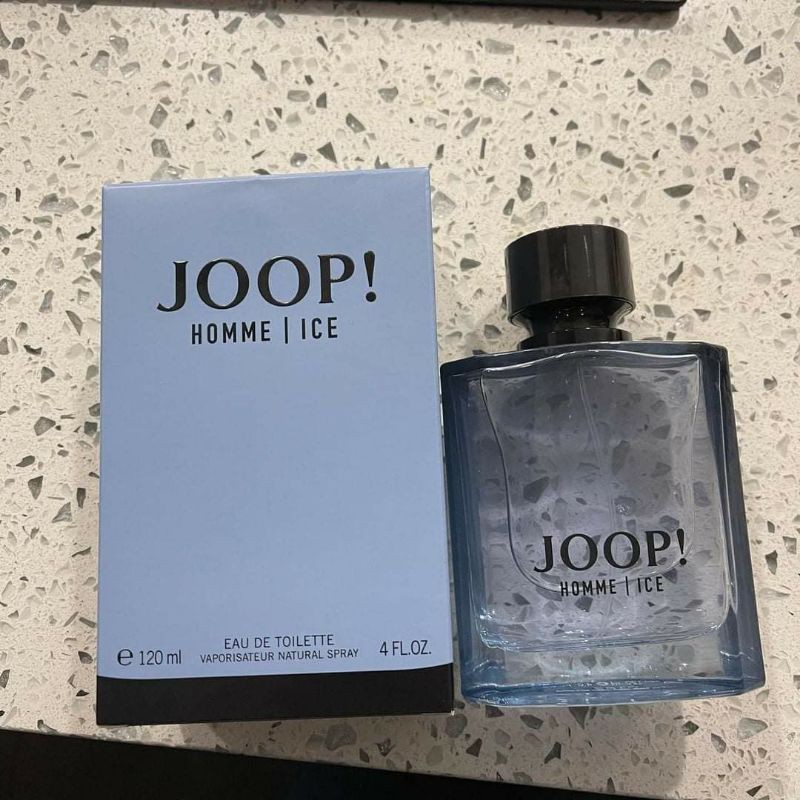 JOOP!
HOMME | ICE
EAU DE TOILETTE
℮ 120 ml VAPORISATEUR NATURAL SPRAY 4 FL.OZ.
JOOP!
HOMME | ICE